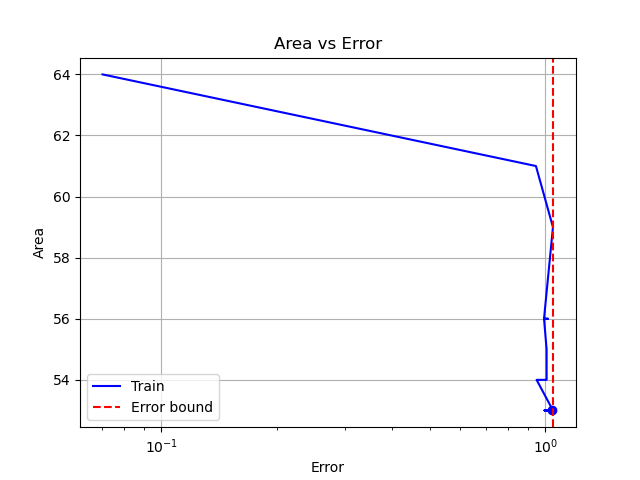 Area vs Error
Area
64
62
60
58
56
54
Train
Error bound
10⁻¹
10⁰
Error